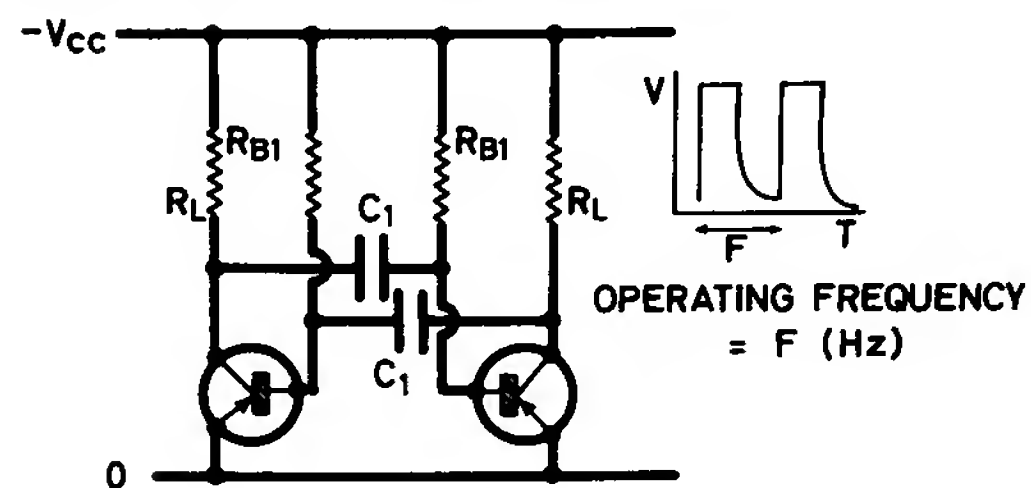 -VCC
RB1
RB1
RL
RL
C1
C1
0
V
F
T
OPERATING FREQUENCY
= F (Hz)